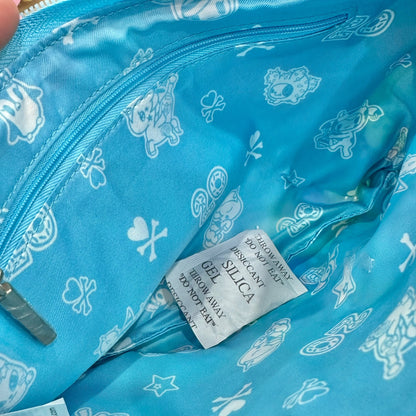 "THROW AWAY
"DO NOT EAT"
DESICCANT
SILICA
GEL
"THROW AWAY
"DO NOT EAT"